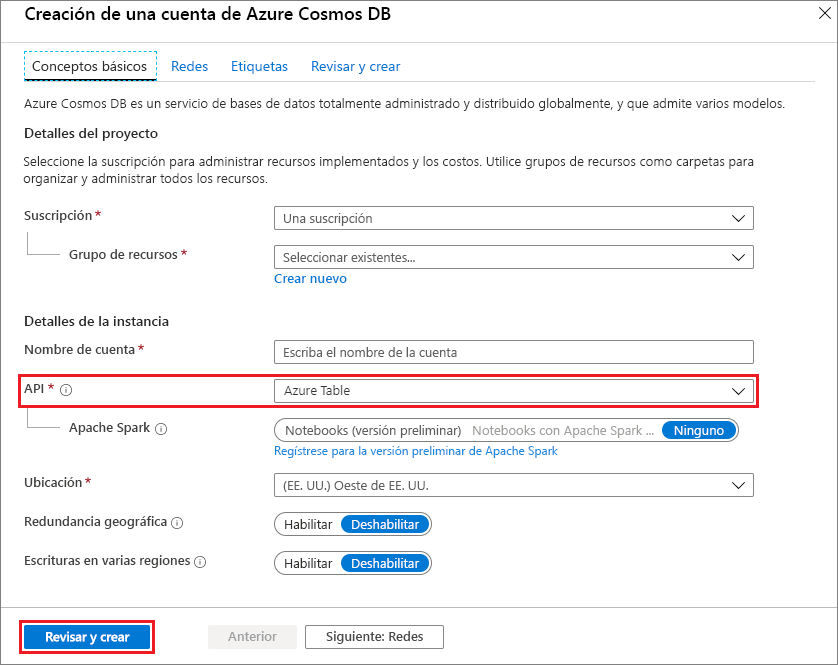 Creación de una cuenta de Azure Cosmos DB
Conceptos básicos Redes Etiquetas Revisar y crear
Azure Cosmos DB es un servicio de bases de datos totalmente administrado y distribuido globalmente, y que admite varios modelos.
Detalles del proyecto
Seleccione la suscripción para administrar recursos implementados y los costos. Utilice grupos de recursos como carpetas para
organizar y administrar todos los recursos.
Suscripción * Una suscripción
Grupo de recursos * Seleccionar existentes...
Crear nuevo
Detalles de la instancia
Nombre de cuenta * Escriba el nombre de la cuenta
API * Azure Table
Apache Spark Notebooks (versión preliminar) Notebooks con Apache Spark ... Ninguno
Regístrese para la versión preliminar de Apache Spark
Ubicación * (EE. UU.) Oeste de EE. UU.
Redundancia geográfica Habilitar Deshabilitar
Escrituras en varias regiones Habilitar Deshabilitar
Revisar y crear Anterior Siguiente: Redes